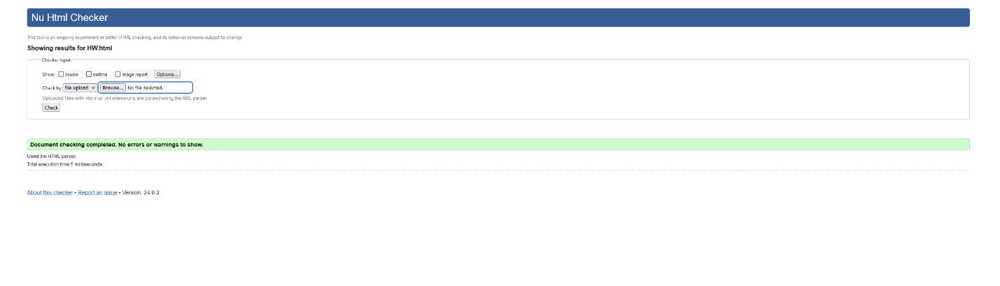 Nu Html Checker
This tool is an ongoing experiment in better HTML checking, and its behavior remains subject to change
Showing results for HW.html
Checker Input
Show source outline image report Options...
Check by file upload Browse... No file selected.
Uploaded files with .xhtml or .xht extensions are parsed using the XML parser.
Check
Document checking completed. No errors or warnings to show.
Used the HTML parser.
Total execution time 5 milliseconds
About this checker • Report an issue • Version: 24.8.2